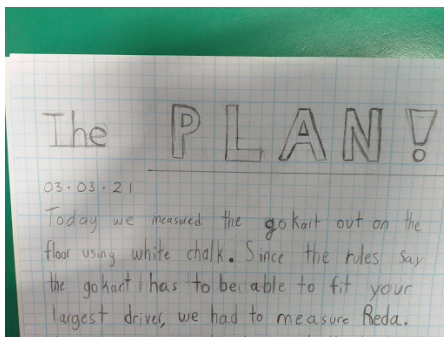 The PLAN!
03.03.21
Today we measured the gokart out on the
floor using white chalk. Since the rules say
the gokart has to be able to fit your
largest driver, we had to measure Reda.